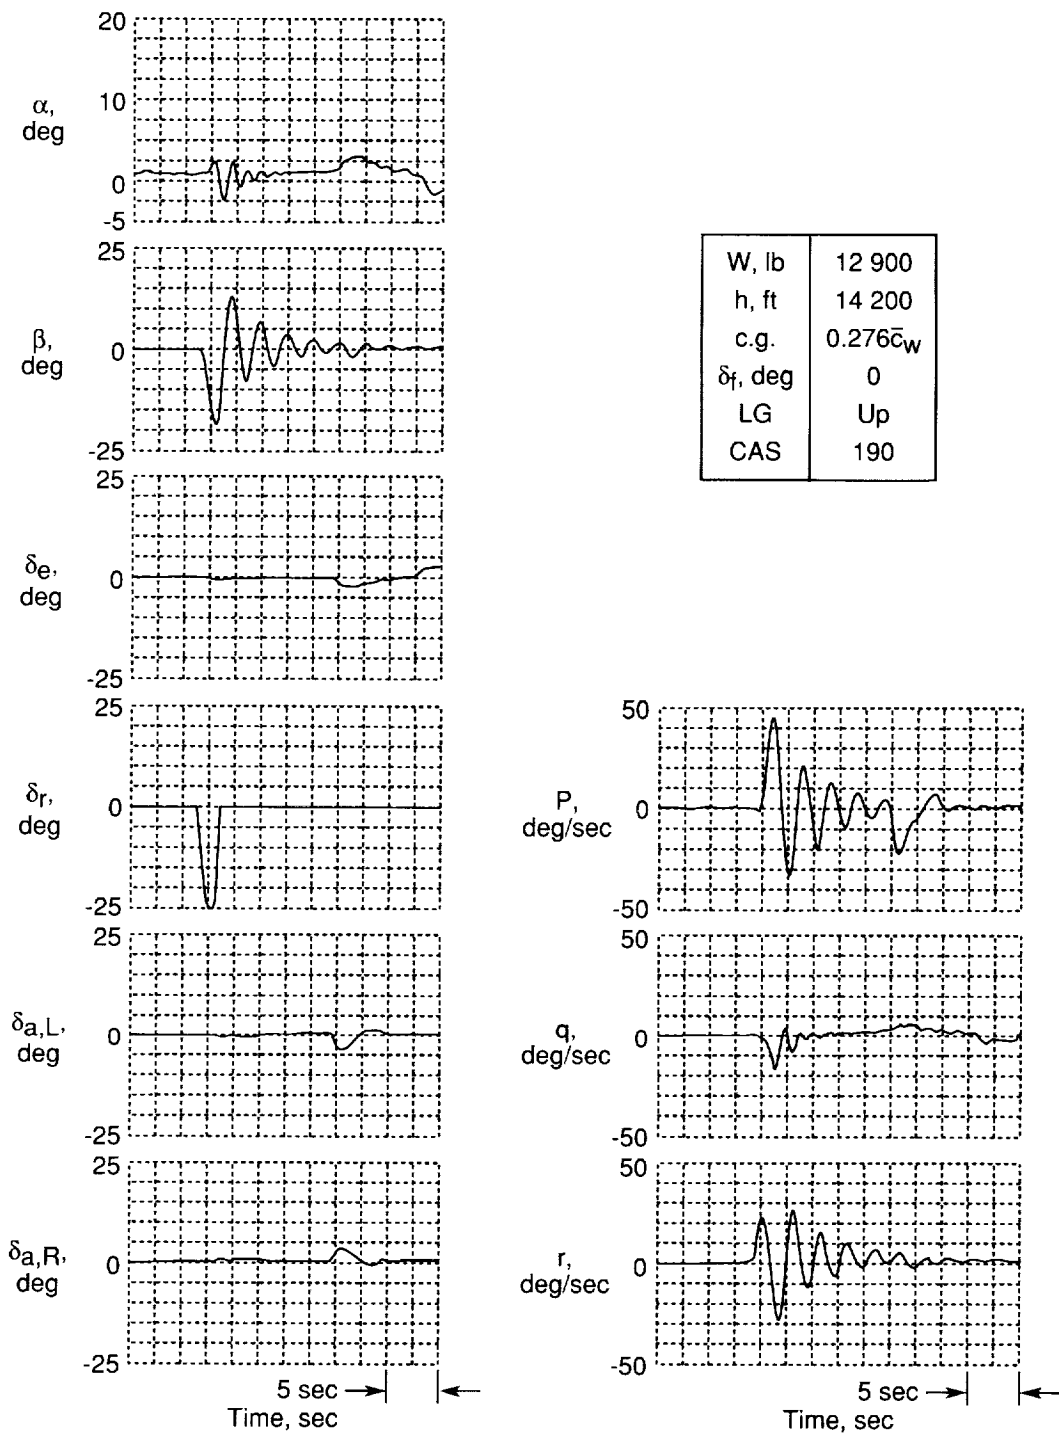 20
10
0
-5
α,
deg
25
0
-25
β,
deg
25
0
-25
δe,
deg
25
0
-25
δr,
deg
25
0
-25
δa,L,
deg
25
0
-25
δa,R,
deg
5 sec
Time, sec
W, lb 12 900
h, ft 14 200
c.g. 0.276c̄w
δf, deg 0
LG Up
CAS 190
50
0
-50
P,
deg/sec
50
0
-50
q,
deg/sec
50
0
-50
r,
deg/sec
5 sec
Time, sec